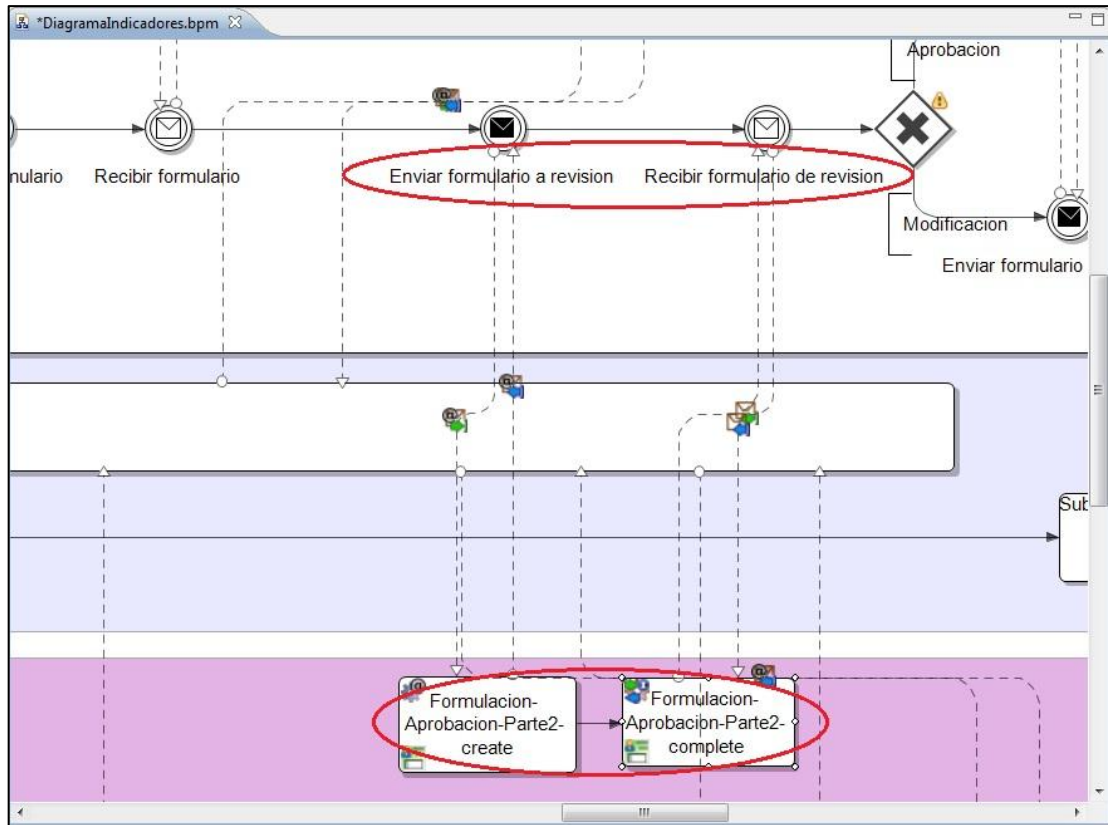 *DiagramaIndicadores.bpm
Aprobacion
nulario
Recibir formulario
Enviar formulario a revision
Recibir formulario de revision
Modificacion
Enviar formulario
Sub
Formulacion-
Aprobacion-Parte2-
create
Formulacion-
Aprobacion-Parte2-
complete